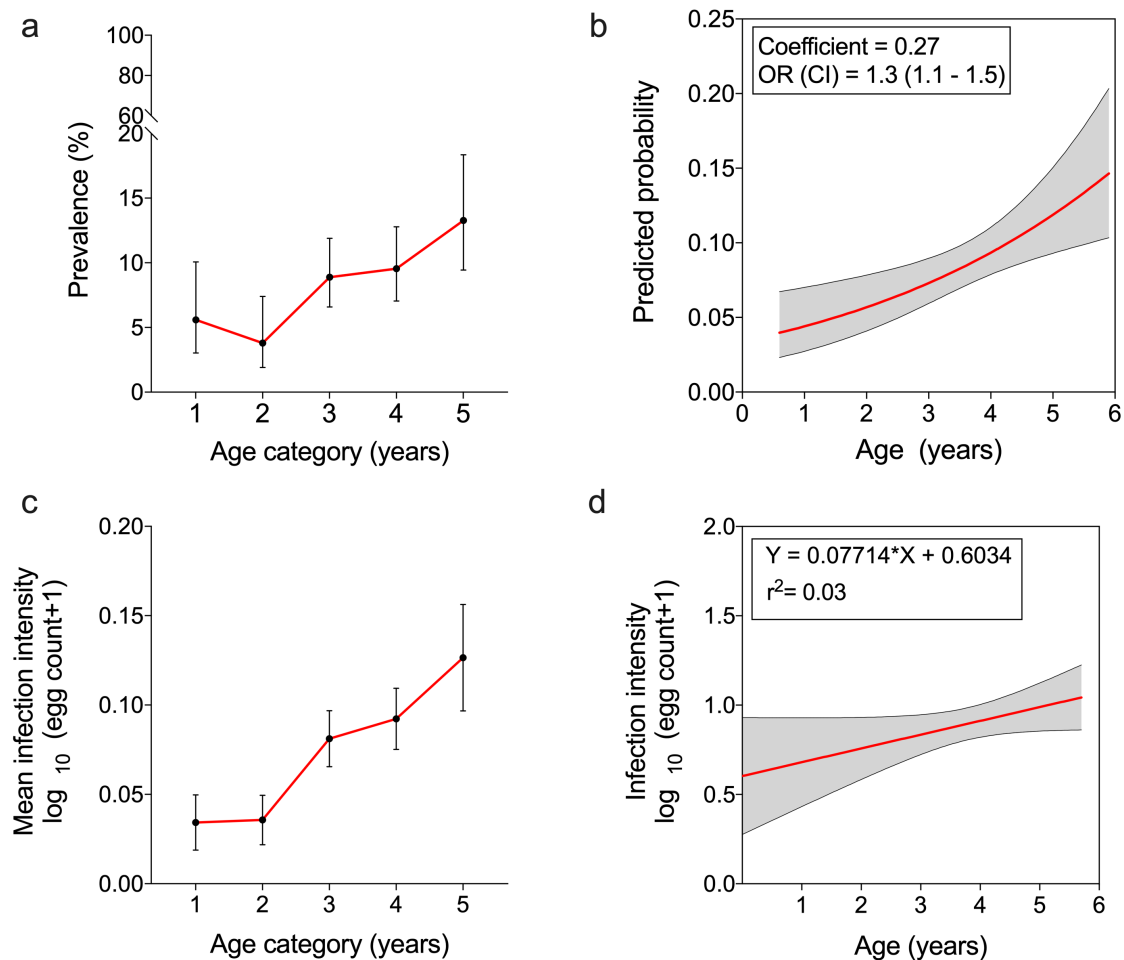 a
100
80
60
20
15
10
5
0
Prevalence (%)
1 2 3 4 5
Age category (years)
b
0.25
0.20
0.15
0.10
0.05
0.00
Predicted probability
Coefficient = 0.27
OR (CI) = 1.3 (1.1 - 1.5)
0 1 2 3 4 5 6
Age (years)
c
0.20
0.15
0.10
0.05
0.00
Mean infection intensity
log 10 (egg count+1)
1 2 3 4 5
Age category (years)
d
2.0
1.5
1.0
0.5
0.0
Infection intensity
log 10 (egg count+1)
Y = 0.07714*X + 0.6034
r²= 0.03
1 2 3 4 5 6
Age (years)